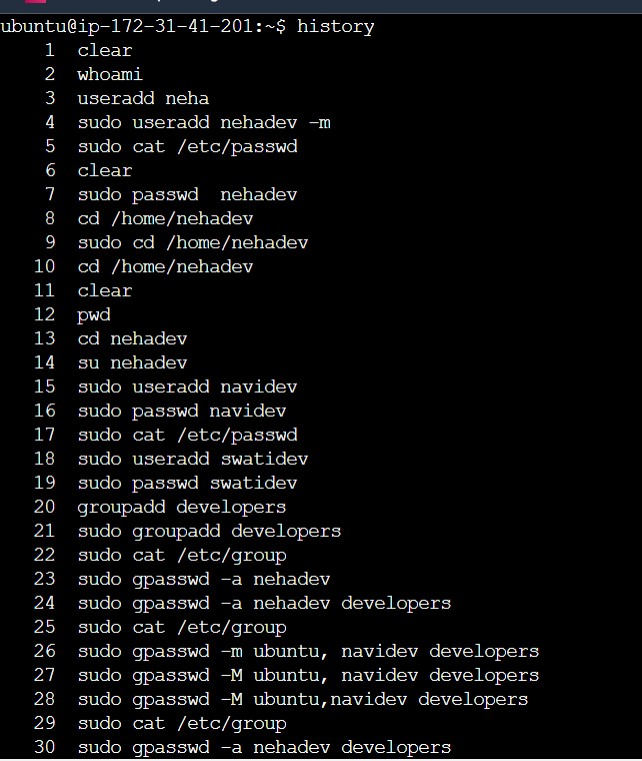 ubuntu@ip-172-31-41-201:~$ history
1 clear
2 whoami
3 useradd neha
4 sudo useradd nehadev -m
5 sudo cat /etc/passwd
6 clear
7 sudo passwd  nehadev
8 cd /home/nehadev
9 sudo cd /home/nehadev
10 cd /home/nehadev
11 clear
12 pwd
13 cd nehadev
14 su nehadev
15 sudo useradd navidev
16 sudo passwd navidev
17 sudo cat /etc/passwd
18 sudo useradd swatidev
19 sudo passwd swatidev
20 groupadd developers
21 sudo groupadd developers
22 sudo cat /etc/group
23 sudo gpasswd -a nehadev
24 sudo gpasswd -a nehadev developers
25 sudo cat /etc/group
26 sudo gpasswd -m ubuntu, navidev developers
27 sudo gpasswd -M ubuntu, navidev developers
28 sudo gpasswd -M ubuntu,navidev developers
29 sudo cat /etc/group
30 sudo gpasswd -a nehadev developers